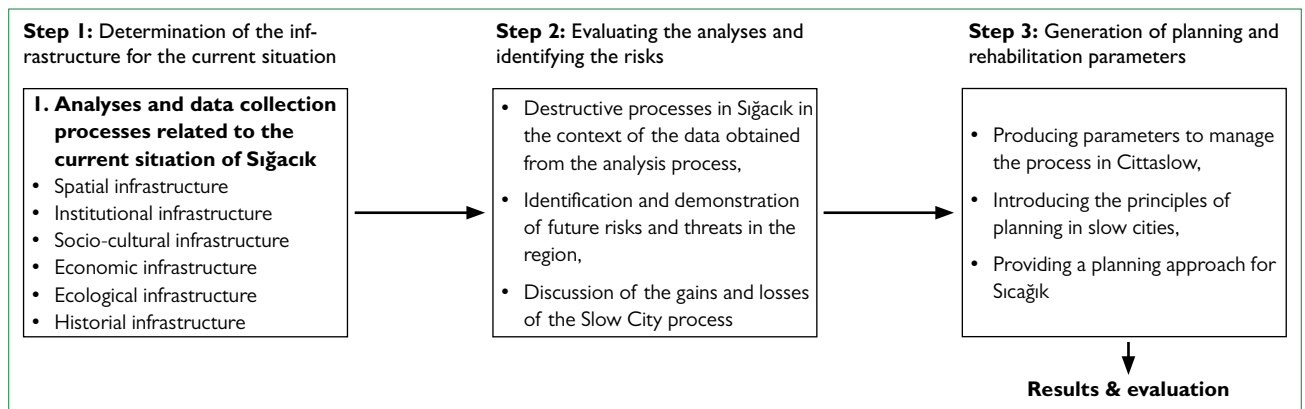 Step 1: Determination of the inf-
rastructure for the current situation
1. Analyses and data collection
processes related to the
current sitıation of Sığacık
• Spatial infrastructure
• Institutional infrastructure
• Socio-cultural infrastructure
• Economic infrastructure
• Ecological infrastructure
• Historial infrastructure
Step 2: Evaluating the analyses and
identifying the risks
• Destructive processes in Sığacık in
the context of the data obtained
from the analysis process,
• Identification and demonstration
of future risks and threats in the
region,
• Discussion of the gains and losses
of the Slow City process
Step 3: Generation of planning and
rehabilitation parameters
• Producing parameters to manage
the process in Cittaslow,
• Introducing the principles of
planning in slow cities,
• Providing a planning approach for
Sıcağık
Results & evaluation